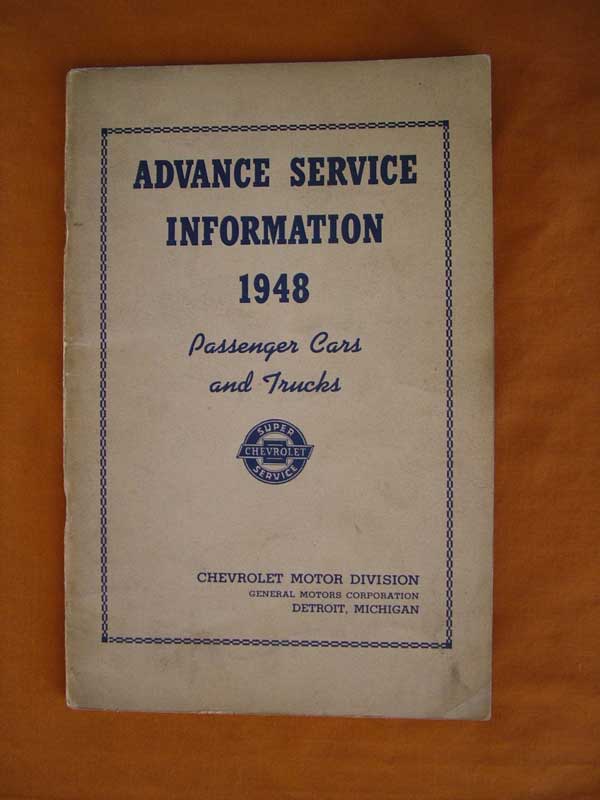 ADVANCE SERVICE
INFORMATION
1948
Passenger Cars
and Trucks
SUPER
CHEVROLET
SERVICE
CHEVROLET MOTOR DIVISION
GENERAL MOTORS CORPORATION
DETROIT, MICHIGAN